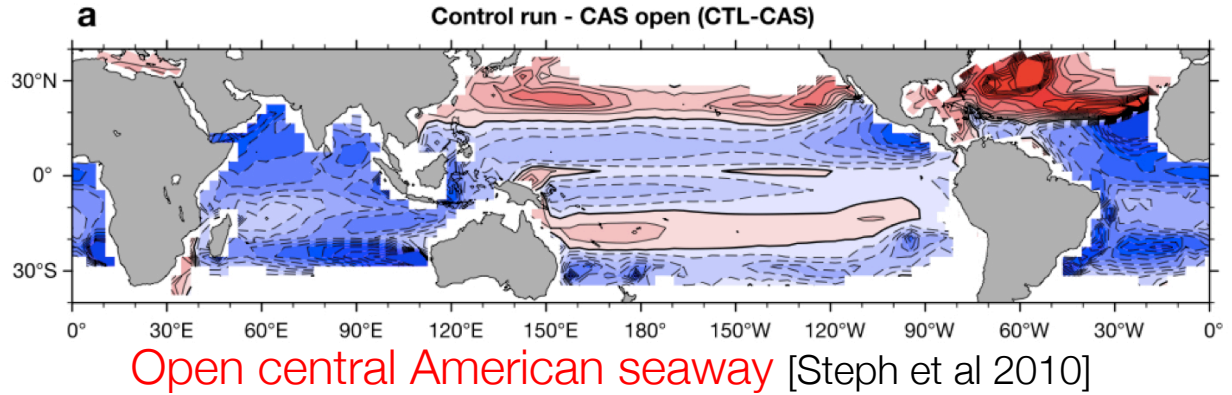 a
Control run - CAS open (CTL-CAS)
30°N
0°
30°S
0° 30°E 60°E 90°E 120°E 150°E 180° 150°W 120°W 90°W 60°W 30°W 0°
Open central American seaway [Steph et al 2010]